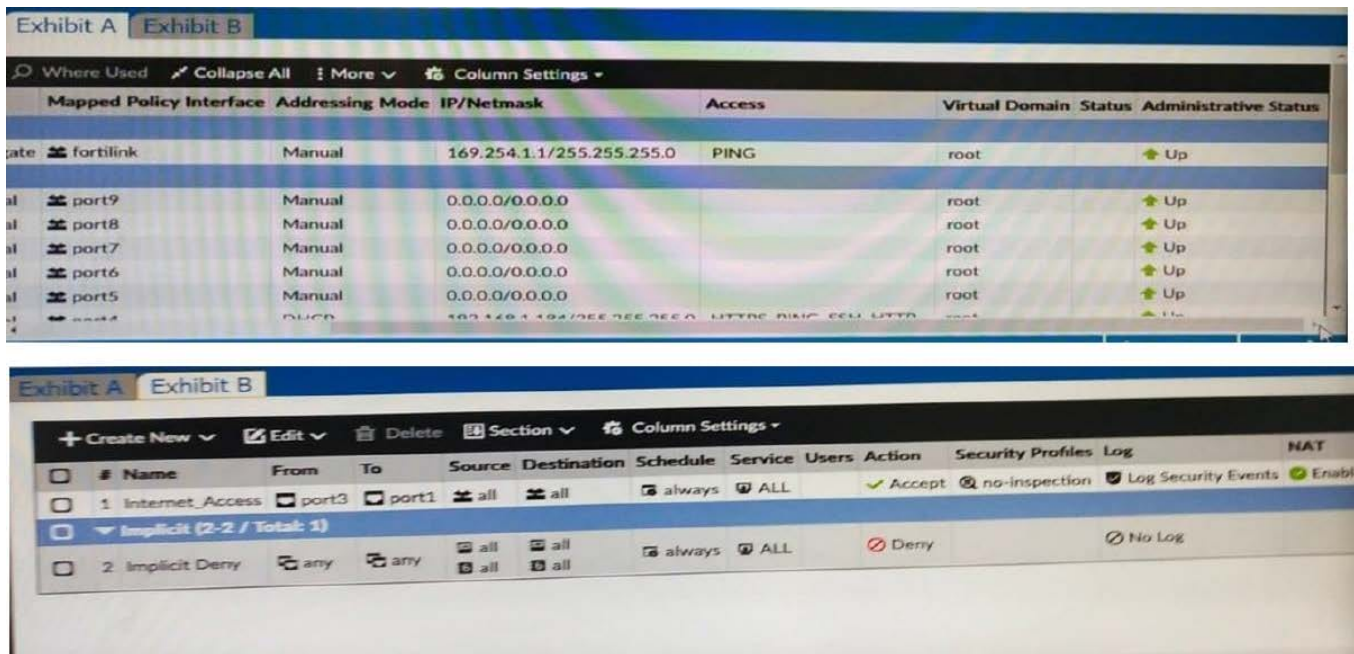 Exhibit A Exhibit B
Where Used Collapse All More Column Settings
Mapped Policy Interface Addressing Mode IP/Netmask Access Virtual Domain Status Administrative Status
ate fortilink Manual 169.254.1.1/255.255.255.0 PING root Up
al port9 Manual 0.0.0.0/0.0.0.0 root Up
al port8 Manual 0.0.0.0/0.0.0.0 root Up
al port7 Manual 0.0.0.0/0.0.0.0 root Up
al port6 Manual 0.0.0.0/0.0.0.0 root Up
al port5 Manual 0.0.0.0/0.0.0.0 root Up
Exhibit A Exhibit B
+ Create New Edit Delete Section Column Settings
# Name From To Source Destination Schedule Service Users Action Security Profiles Log NAT
1 Internet_Access port3 port1 all all always ALL Accept no-inspection Log Security Events Enabl
Implicit (2-2 / Total: 1)
2 Implicit Deny any any all all always ALL Deny No Log
all all